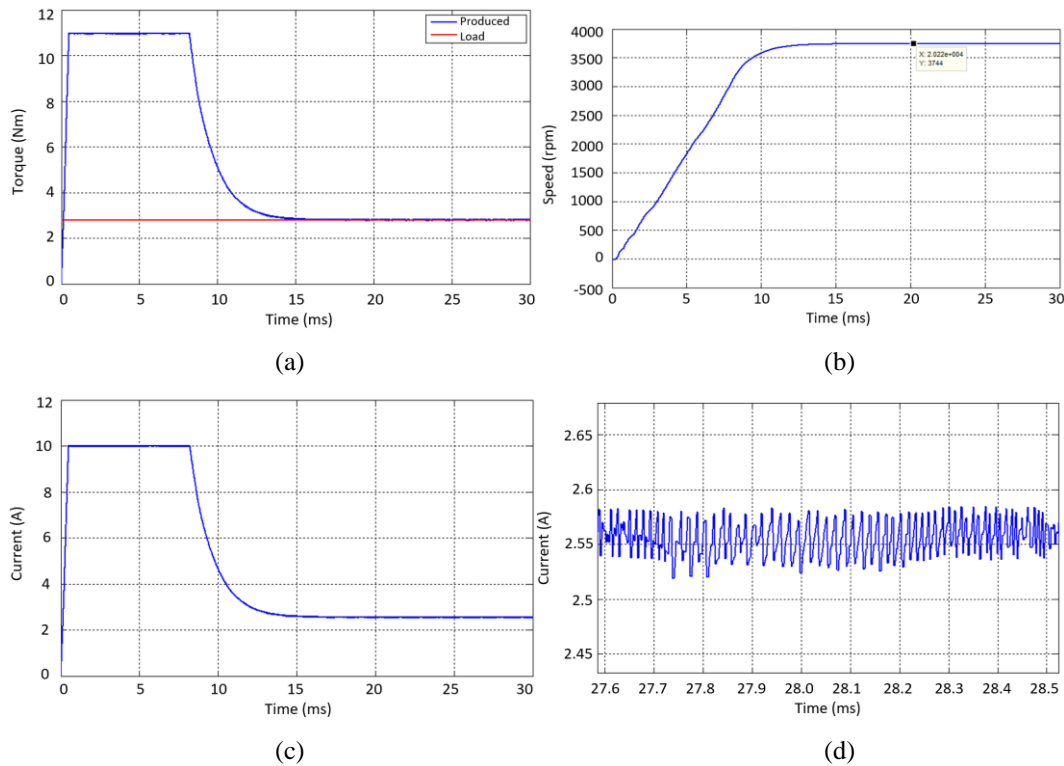 12
10
8
6
4
2
0
Torque (Nm)
Produced
Load
0 5 10 15 20 25 30
Time (ms)
(a)
4000
3500
3000
2500
2000
1500
1000
500
0
-500
Speed (rpm)
X: 2.022e+004
Y: 3744
0 5 10 15 20 25 30
Time (ms)
(b)
12
10
8
6
4
2
0
Current (A)
0 5 10 15 20 25 30
Time (ms)
(c)
2.65
2.6
2.55
2.5
2.45
Current (A)
27.6 27.7 27.8 27.9 28.0 28.1 28.2 28.3 28.4 28.5
Time (ms)
(d)